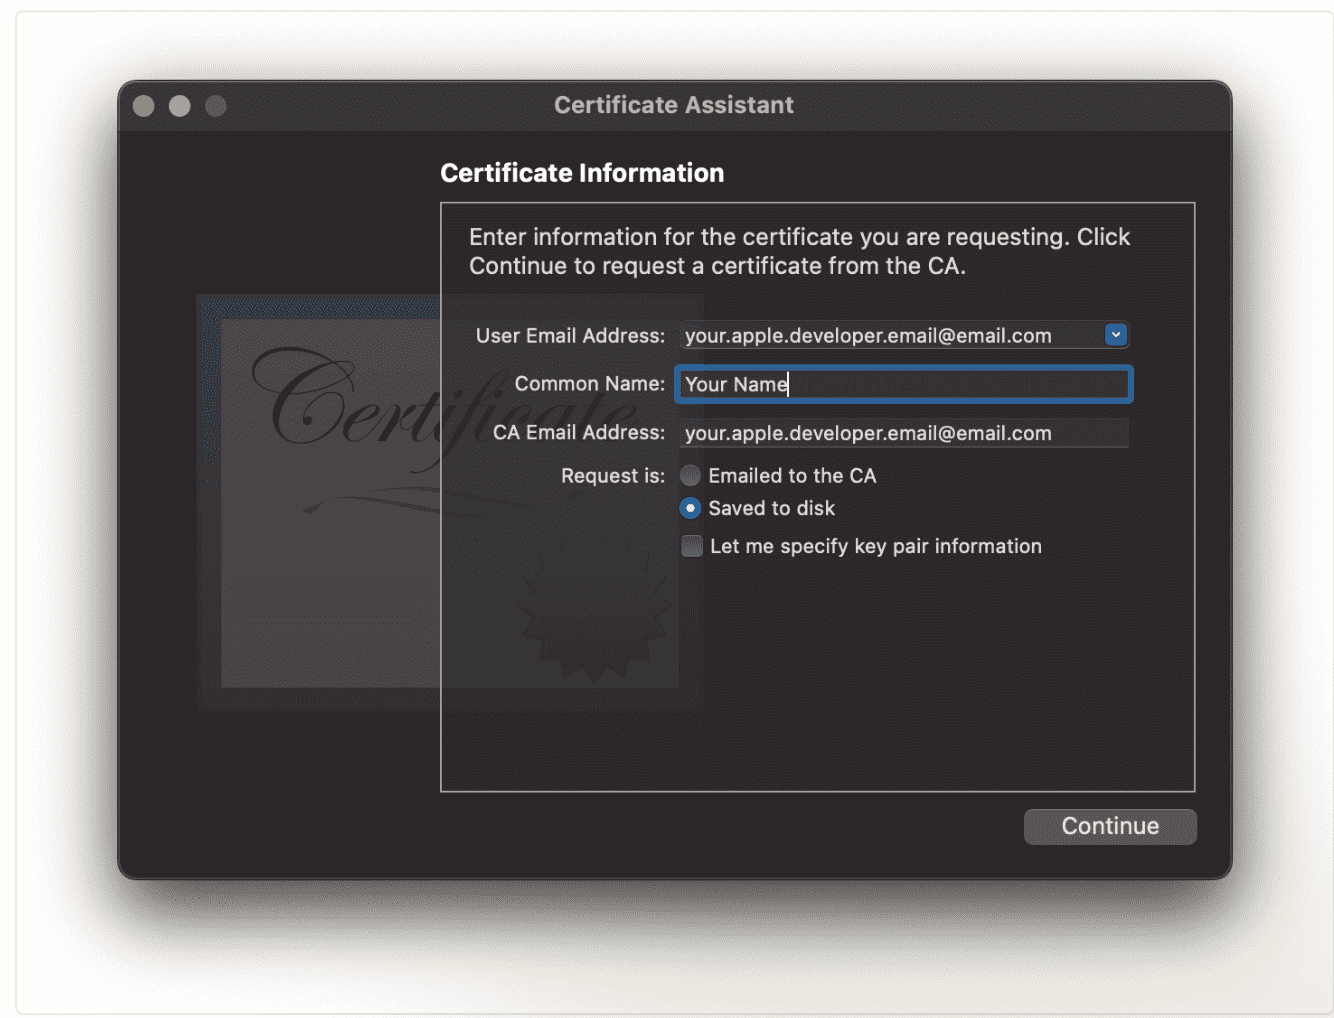 Certificate Assistant
Certificate Information
Enter information for the certificate you are requesting. Click
Continue to request a certificate from the CA.
Certificate
User Email Address: your.apple.developer.email@email.com
Common Name: Your Name
CA Email Address: your.apple.developer.email@email.com
Request is: Emailed to the CA
Saved to disk
Let me specify key pair information
Continue